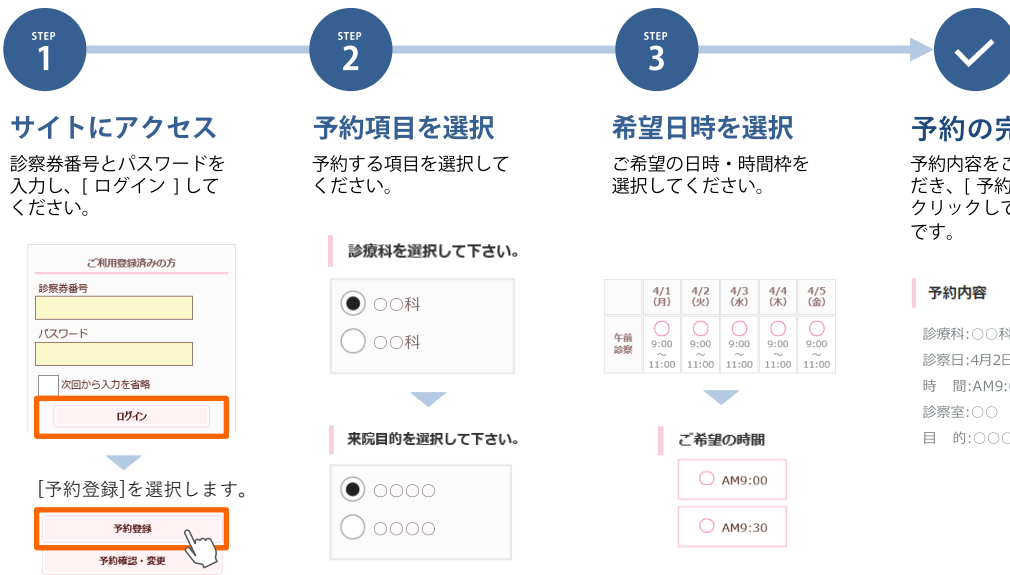 STEP
1
サイトにアクセス
診察券番号とパスワードを
入力し、[ ログイン ]して
ください。
ご利用登録済みの方
診察券番号
パスワード
次回から入力を省略
ログイン
[予約登録]を選択します。
予約登録
予約確認・変更
STEP
2
予約項目を選択
予約する項目を選択して
ください。
診療科を選択して下さい。
○○科
○○科
来院目的を選択して下さい。
○○○○
○○○○
STEP
3
希望日時を選択
ご希望の日時・時間枠を
選択してください。
4/1 4/2 4/3 4/4 4/5
(月) (火) (水) (木) (金)
○ ○ ○ ○ ○
午前 9:00 9:00 9:00 9:00 9:00
診察 ～ ～ ～ ～ ～
11:00 11:00 11:00 11:00 11:00
ご希望の時間
○ AM9:00
○ AM9:30
予約の完
予約内容をご
だき、[ 予約
クリックして
です。
予約内容
診療科:○○科
診察日:4月2日
時　間:AM9:
診察室:○○
目　的:○○○